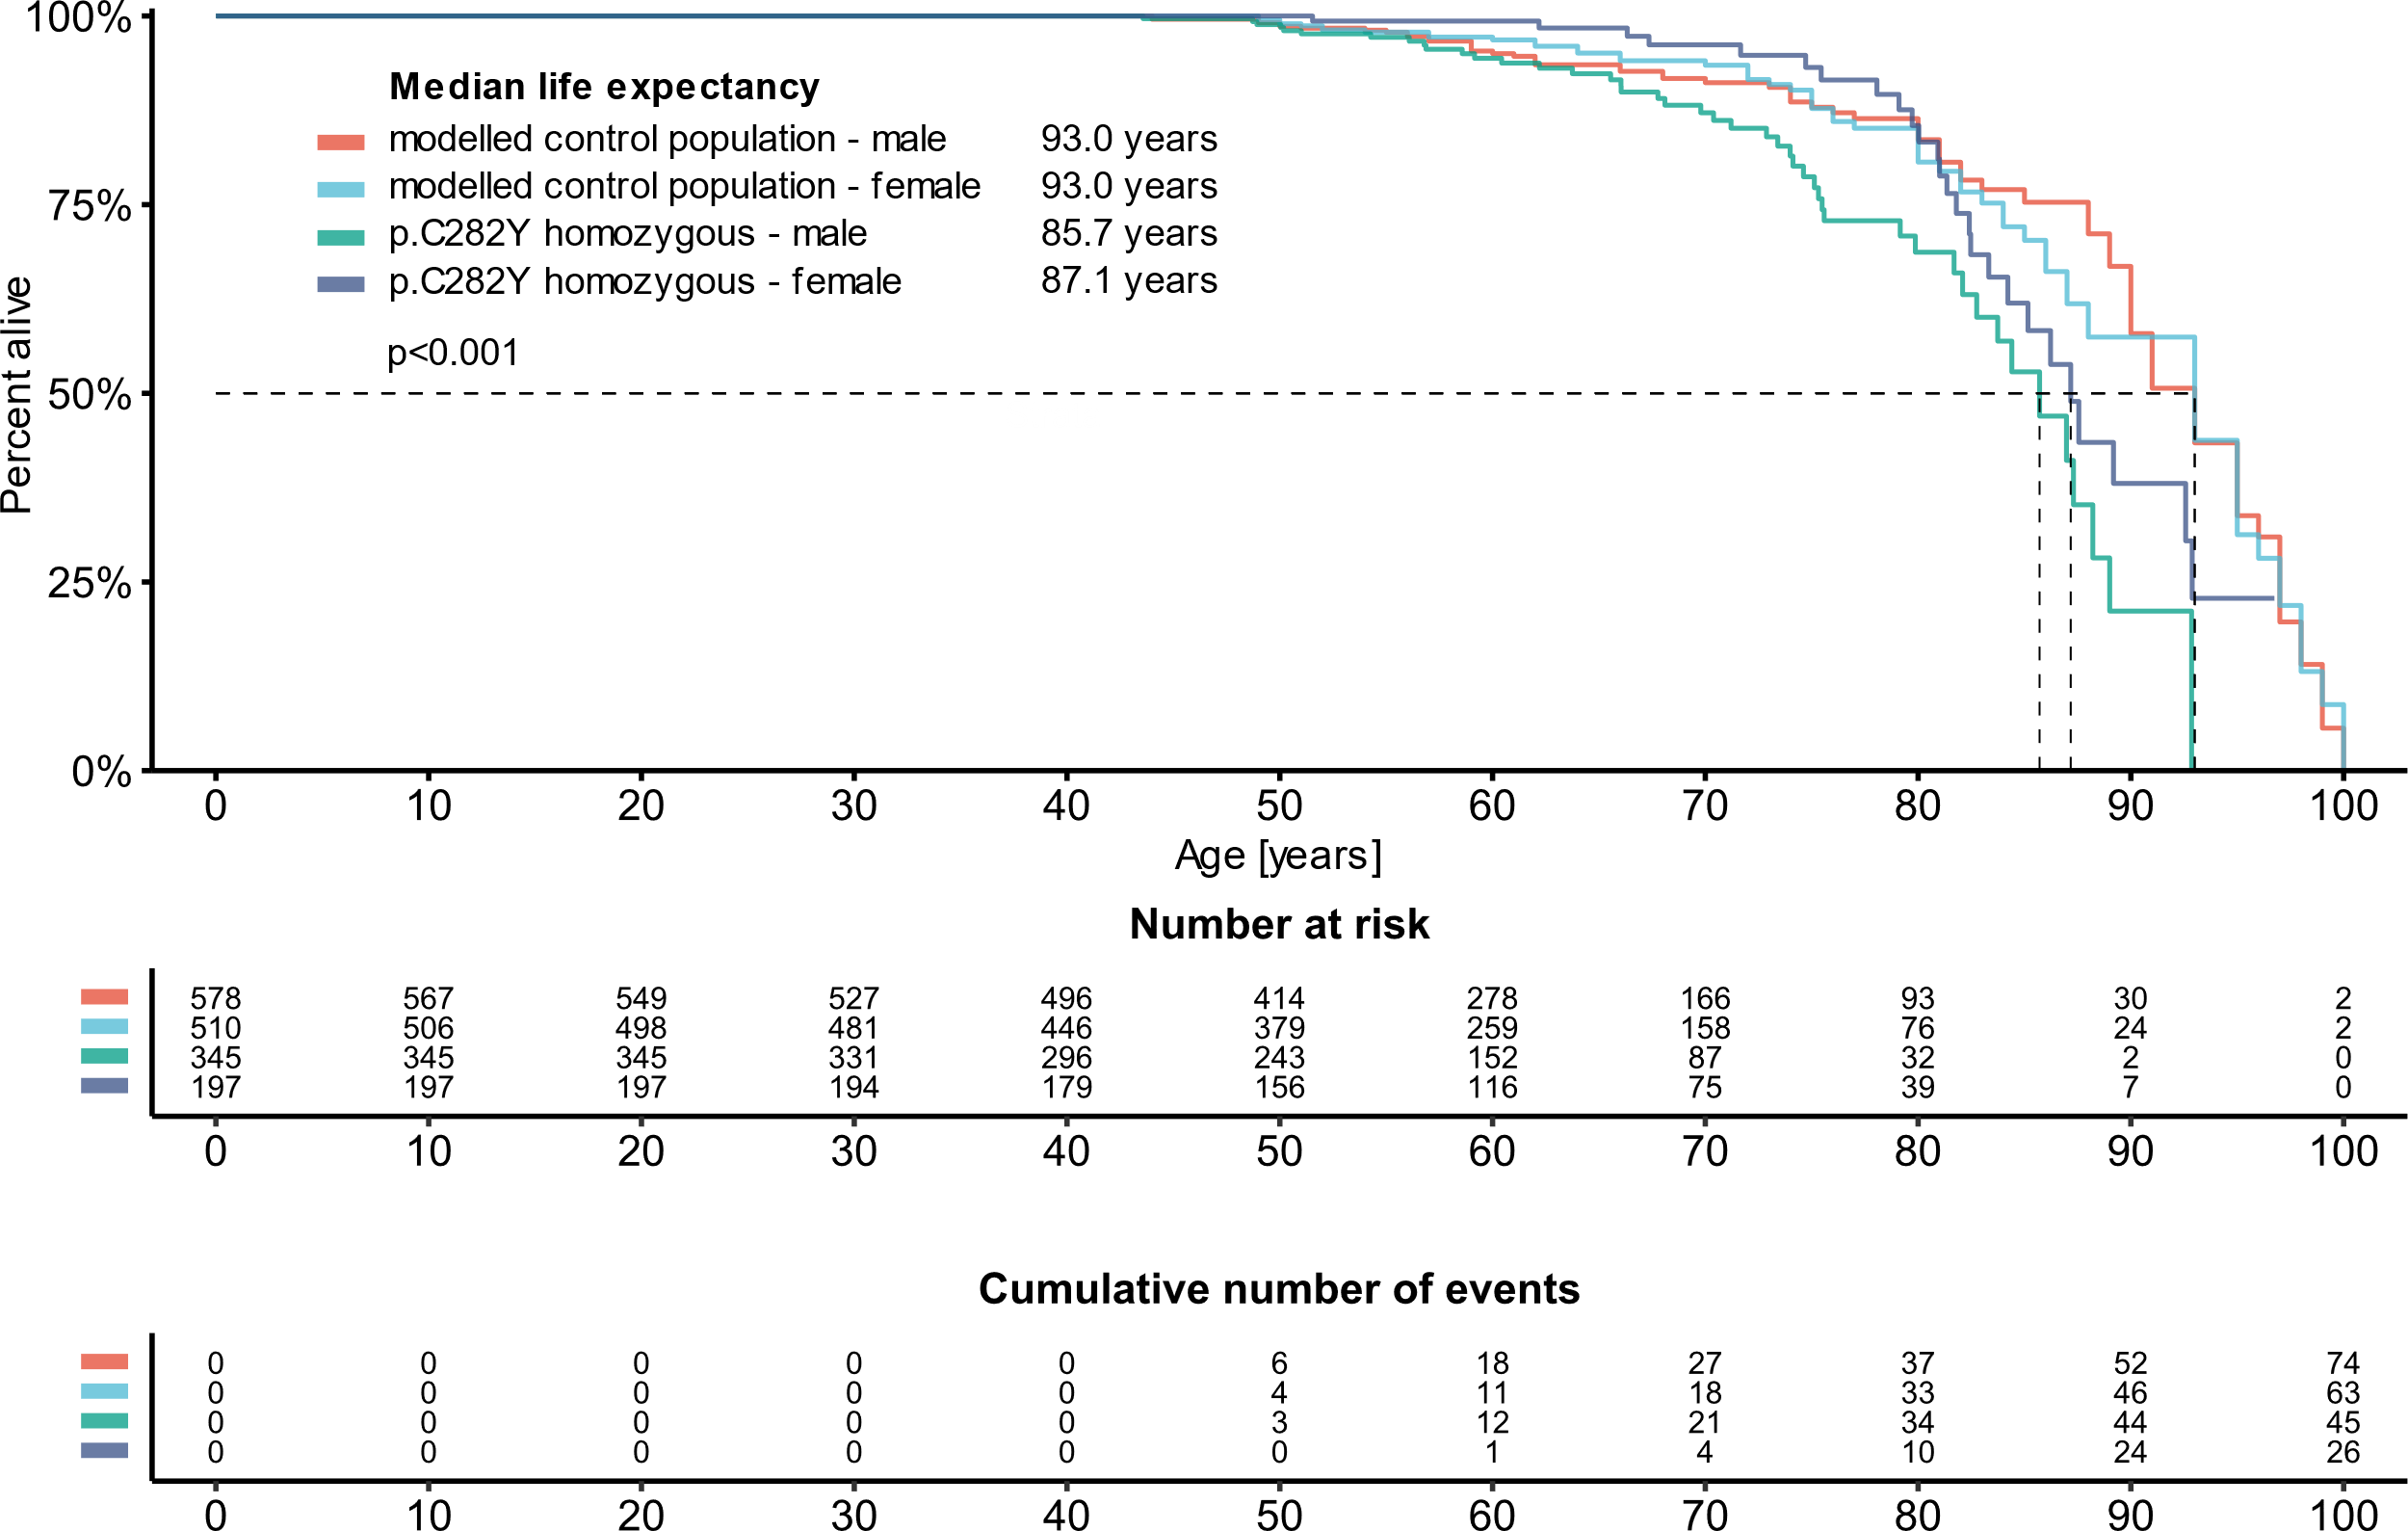 100%
Median life expectancy
modelled control population - male 93.0 years
modelled control population - female 93.0 years
75%
p.C282Y homozygous - male 85.7 years
p.C282Y homozygous - female 87.1 years
p<0.001
50%
Percent alive
25%
0%
0 10 20 30 40 50 60 70 80 90 100
Age [years]
Number at risk
578 567 549 527 496 414 278 166 93 30 2
510 506 498 481 446 379 259 158 76 24 2
345 345 345 331 296 243 152 87 32 2 0
197 197 197 194 179 156 116 75 39 7 0
0 10 20 30 40 50 60 70 80 90 100
Cumulative number of events
0 0 0 0 0 6 18 27 37 52 74
0 0 0 0 0 4 11 18 33 46 63
0 0 0 0 0 3 12 21 34 44 45
0 0 0 0 0 0 1 4 10 24 26
0 10 20 30 40 50 60 70 80 90 100